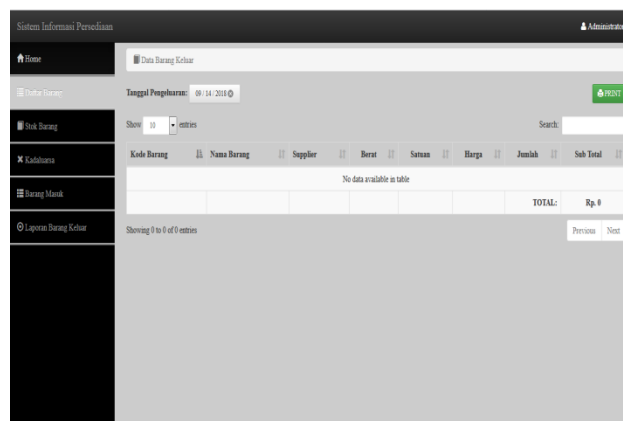 Sistem Informasi Persediaan
Administrator
Home
Data Barang Keluar
Daftar Barang
Tanggal Pengeluaran: 09 / 14 / 2018
PRINT
Stok Barang
Show 10 entries
Search:
Kode Barang Nama Barang Supplier Berat Satuan Harga Jumlah Sub Total
Kadaluarsa
No data available in table
Barang Masuk
TOTAL: Rp. 0
Laporan Barang Keluar
Showing 0 to 0 of 0 entries
Previous Next